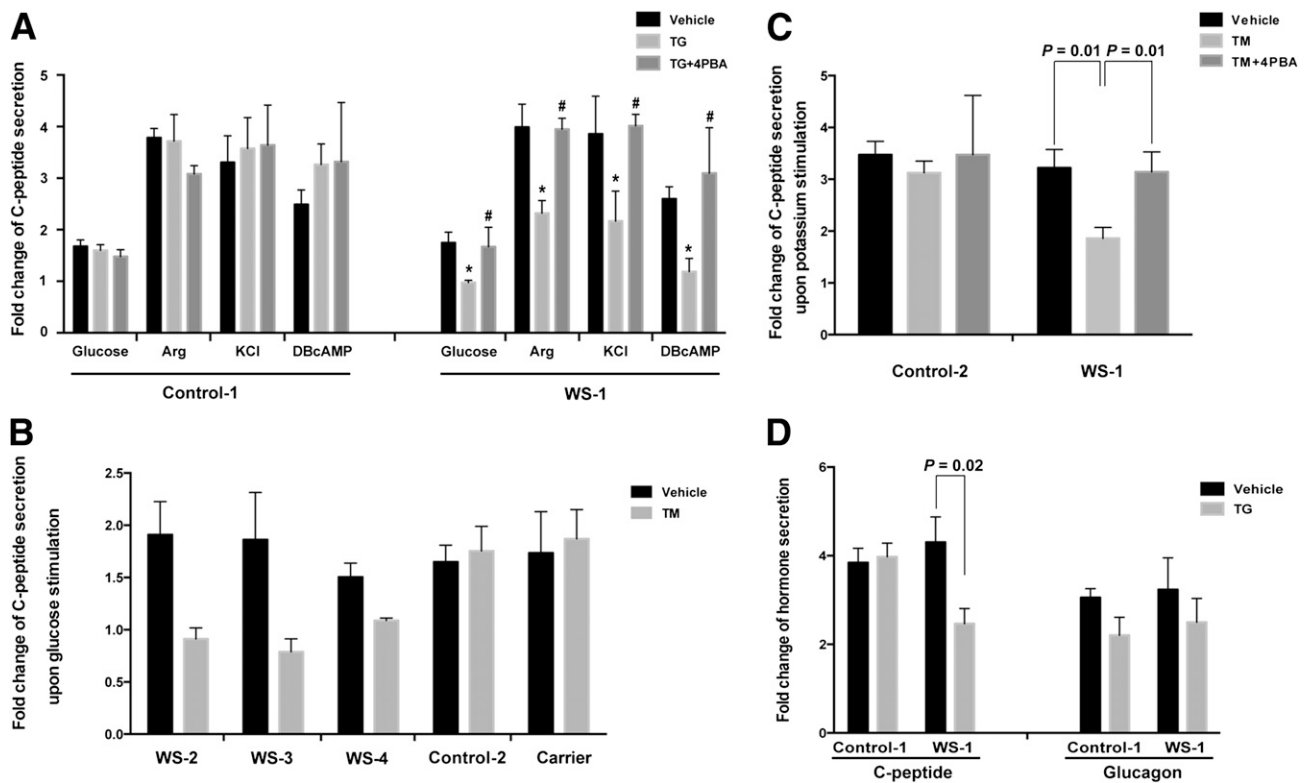 A
Vehicle
TG
TG+4PBA
Fold change of C-peptide secretion
5
4
3
2
1
0
* # * # * # * #
Glucose Arg KCl DBcAMP Glucose Arg KCl DBcAMP
Control-1 WS-1
B
Vehicle
TM
Fold change of C-peptide secretion
upon glucose stimulation
2.5
2.0
1.5
1.0
0.5
0.0
WS-2 WS-3 WS-4 Control-2 Carrier
C
Vehicle
TM
TM+4PBA
P = 0.01 P = 0.01
Fold change of C-peptide secretion
upon potassium stimulation
5
4
3
2
1
0
Control-2 WS-1
D
Vehicle
TG
P = 0.02
Fold change of hormone secretion
6
4
2
0
Control-1 WS-1 Control-1 WS-1
C-peptide Glucagon